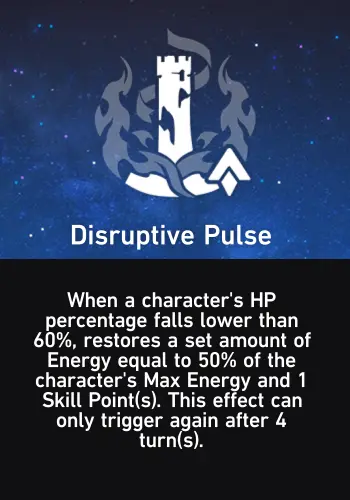 Disruptive Pulse
When a character's HP
percentage falls lower than
60%, restores a set amount of
Energy equal to 50% of the
character's Max Energy and 1
Skill Point(s). This effect can
only trigger again after 4
turn(s).